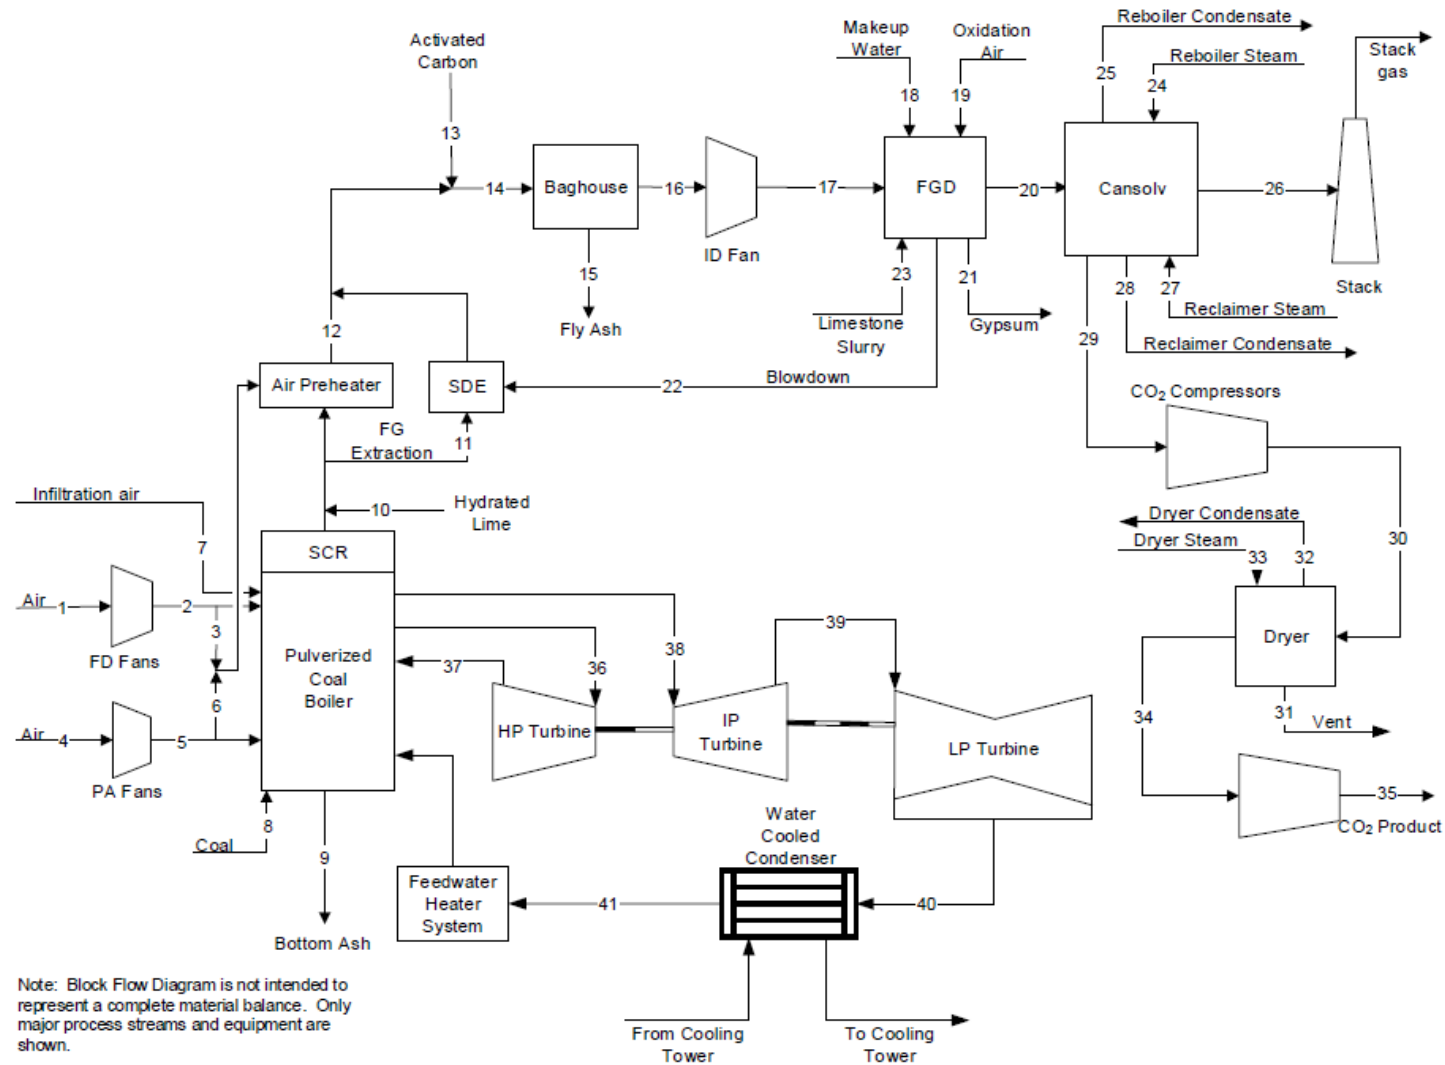 Reboiler Condensate
Activated
Carbon
Makeup
Water
Oxidation
Air
Reboiler Steam
Stack
gas
25
24
18
19
13
14
Baghouse
16
17
FGD
20
Cansolv
26
ID Fan
15
23
21
28
27
Stack
Fly Ash
Limestone
Slurry
Gypsum
Reclaimer Steam
Reclaimer Condensate
29
12
Air Preheater
SDE
22
Blowdown
CO₂ Compressors
FG
Extraction
11
Infiltration air
10
Hydrated
Lime
Dryer Condensate
Dryer Steam
30
33
32
7
SCR
Air
1
2
3
FD Fans
Pulverized
Coal
Boiler
37
36
38
39
Dryer
6
HP Turbine
IP
Turbine
LP Turbine
34
31
Vent
Air
4
5
PA Fans
35
CO₂ Product
8
Coal
9
Water
Cooled
Condenser
Feedwater
Heater
System
41
40
Bottom Ash
Note: Block Flow Diagram is not intended to
represent a complete material balance. Only
major process streams and equipment are
shown.
From Cooling
Tower
To Cooling
Tower